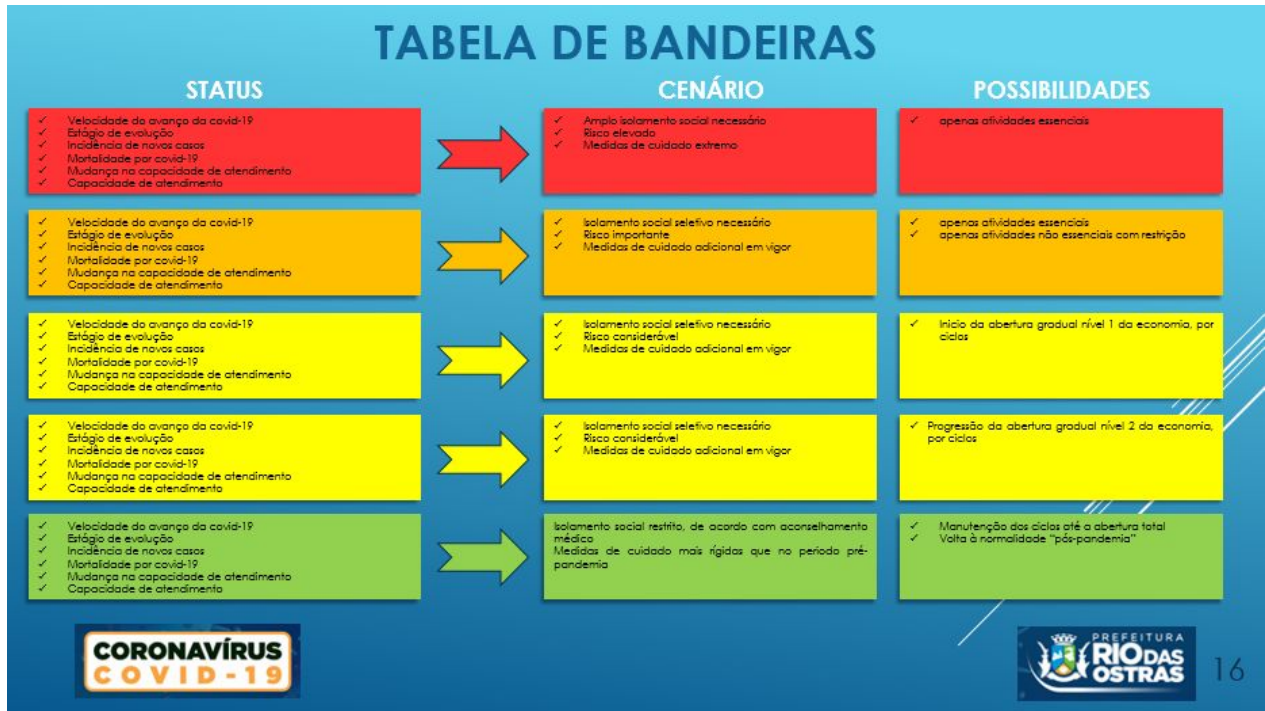 TABELA DE BANDEIRAS
STATUS
CENÁRIO
POSSIBILIDADES
✓ Velocidade do avanço da covid-19
✓ Estágio de evolução
✓ Incidência de novos casos
✓ Mortalidade por covid-19
✓ Mudança na capacidade de atendimento
✓ Capacidade de atendimento
✓ Amplo isolamento social necessário
✓ Risco elevado
✓ Medidas de cuidado extremo
✓ apenas atividades essenciais
✓ Velocidade do avanço da covid-19
✓ Estágio de evolução
✓ Incidência de novos casos
✓ Mortalidade por covid-19
✓ Mudança na capacidade de atendimento
✓ Capacidade de atendimento
✓ Isolamento social seletivo necessário
✓ Risco importante
✓ Medidas de cuidado adicional em vigor
✓ apenas atividades essenciais
✓ apenas atividades não essenciais com restrição
✓ Velocidade do avanço da covid-19
✓ Estágio de evolução
✓ Incidência de novos casos
✓ Mortalidade por covid-19
✓ Mudança na capacidade de atendimento
✓ Capacidade de atendimento
✓ Isolamento social seletivo necessário
✓ Risco considerável
✓ Medidas de cuidado adicional em vigor
✓ Inicio da abertura gradual nível 1 da economia, por
ciclos
✓ Velocidade do avanço da covid-19
✓ Estágio de evolução
✓ Incidência de novos casos
✓ Mortalidade por covid-19
✓ Mudança na capacidade de atendimento
✓ Capacidade de atendimento
✓ Isolamento social seletivo necessário
✓ Risco considerável
✓ Medidas de cuidado adicional em vigor
✓ Progressão da abertura gradual nível 2 da economia,
por ciclos
✓ Velocidade do avanço da covid-19
✓ Estágio de evolução
✓ Incidência de novos casos
✓ Mortalidade por covid-19
✓ Mudança na capacidade de atendimento
✓ Capacidade de atendimento
Isolamento social restrito, de acordo com aconselhamento
médico
Medidas de cuidado mais rígidas que no periodo pré-
pandemia
✓ Manutenção dos ciclos até a abertura total
✓ Volta à normalidade "pós-pandemia"
CORONAVÍRUS
COVID-19
PREFEITURA
RIO DAS
OSTRAS
16